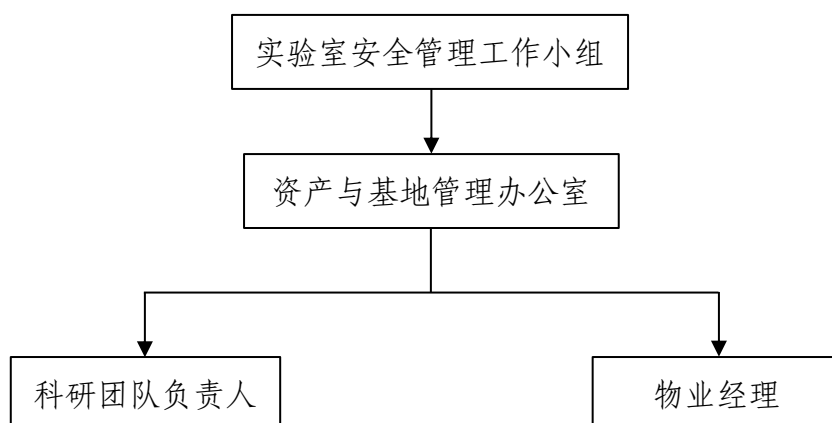 实验室安全管理工作小组
资产与基地管理办公室
科研团队负责人
物业经理